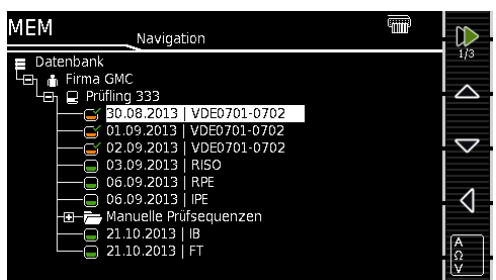 MEM
Navigation
1/3
Datenbank
Firma GMC
Prüfling 333
30.08.2013 | VDE0701-0702
01.09.2013 | VDE0701-0702
02.09.2013 | VDE0701-0702
03.09.2013 | RISO
06.09.2013 | RPE
06.09.2013 | IPE
Manuelle Prüfsequenzen
21.10.2013 | IB
21.10.2013 | FT
A
Ω
V